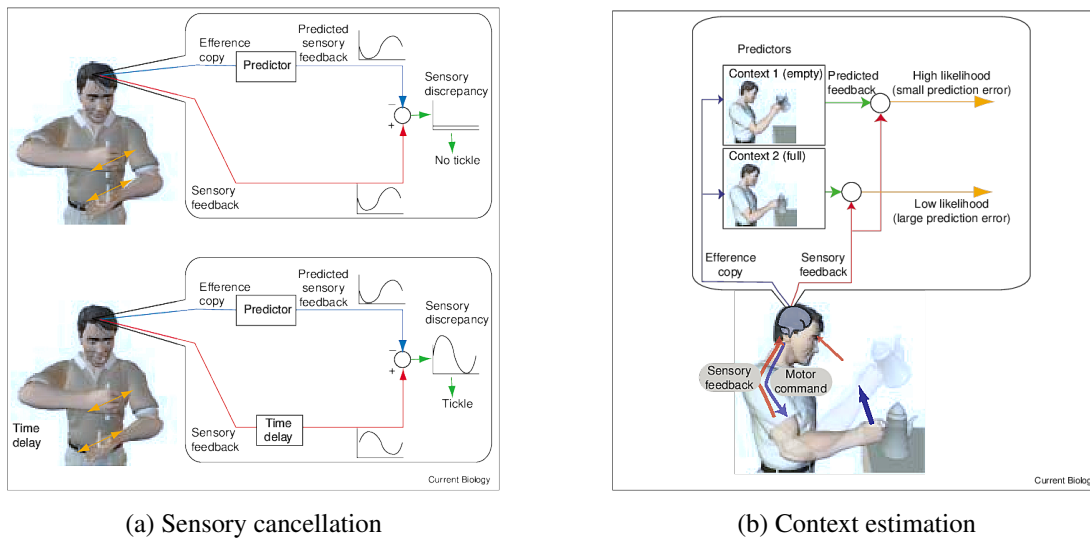 Efference
copy
Predictor
Predicted
sensory
feedback
Sensory
discrepancy
−
+
No tickle
Sensory
feedback
Current Biology
Time
delay
Efference
copy
Predictor
Predicted
sensory
feedback
Sensory
discrepancy
−
+
Tickle
Sensory
feedback
Time
delay
Current Biology
(a) Sensory cancellation
Predictors
Context 1 (empty)
Predicted
feedback
High likelihood
(small prediction error)
Context 2 (full)
Low likelihood
(large prediction error)
Efference
copy
Sensory
feedback
Sensory
feedback
Motor
command
Current Biology
(b) Context estimation